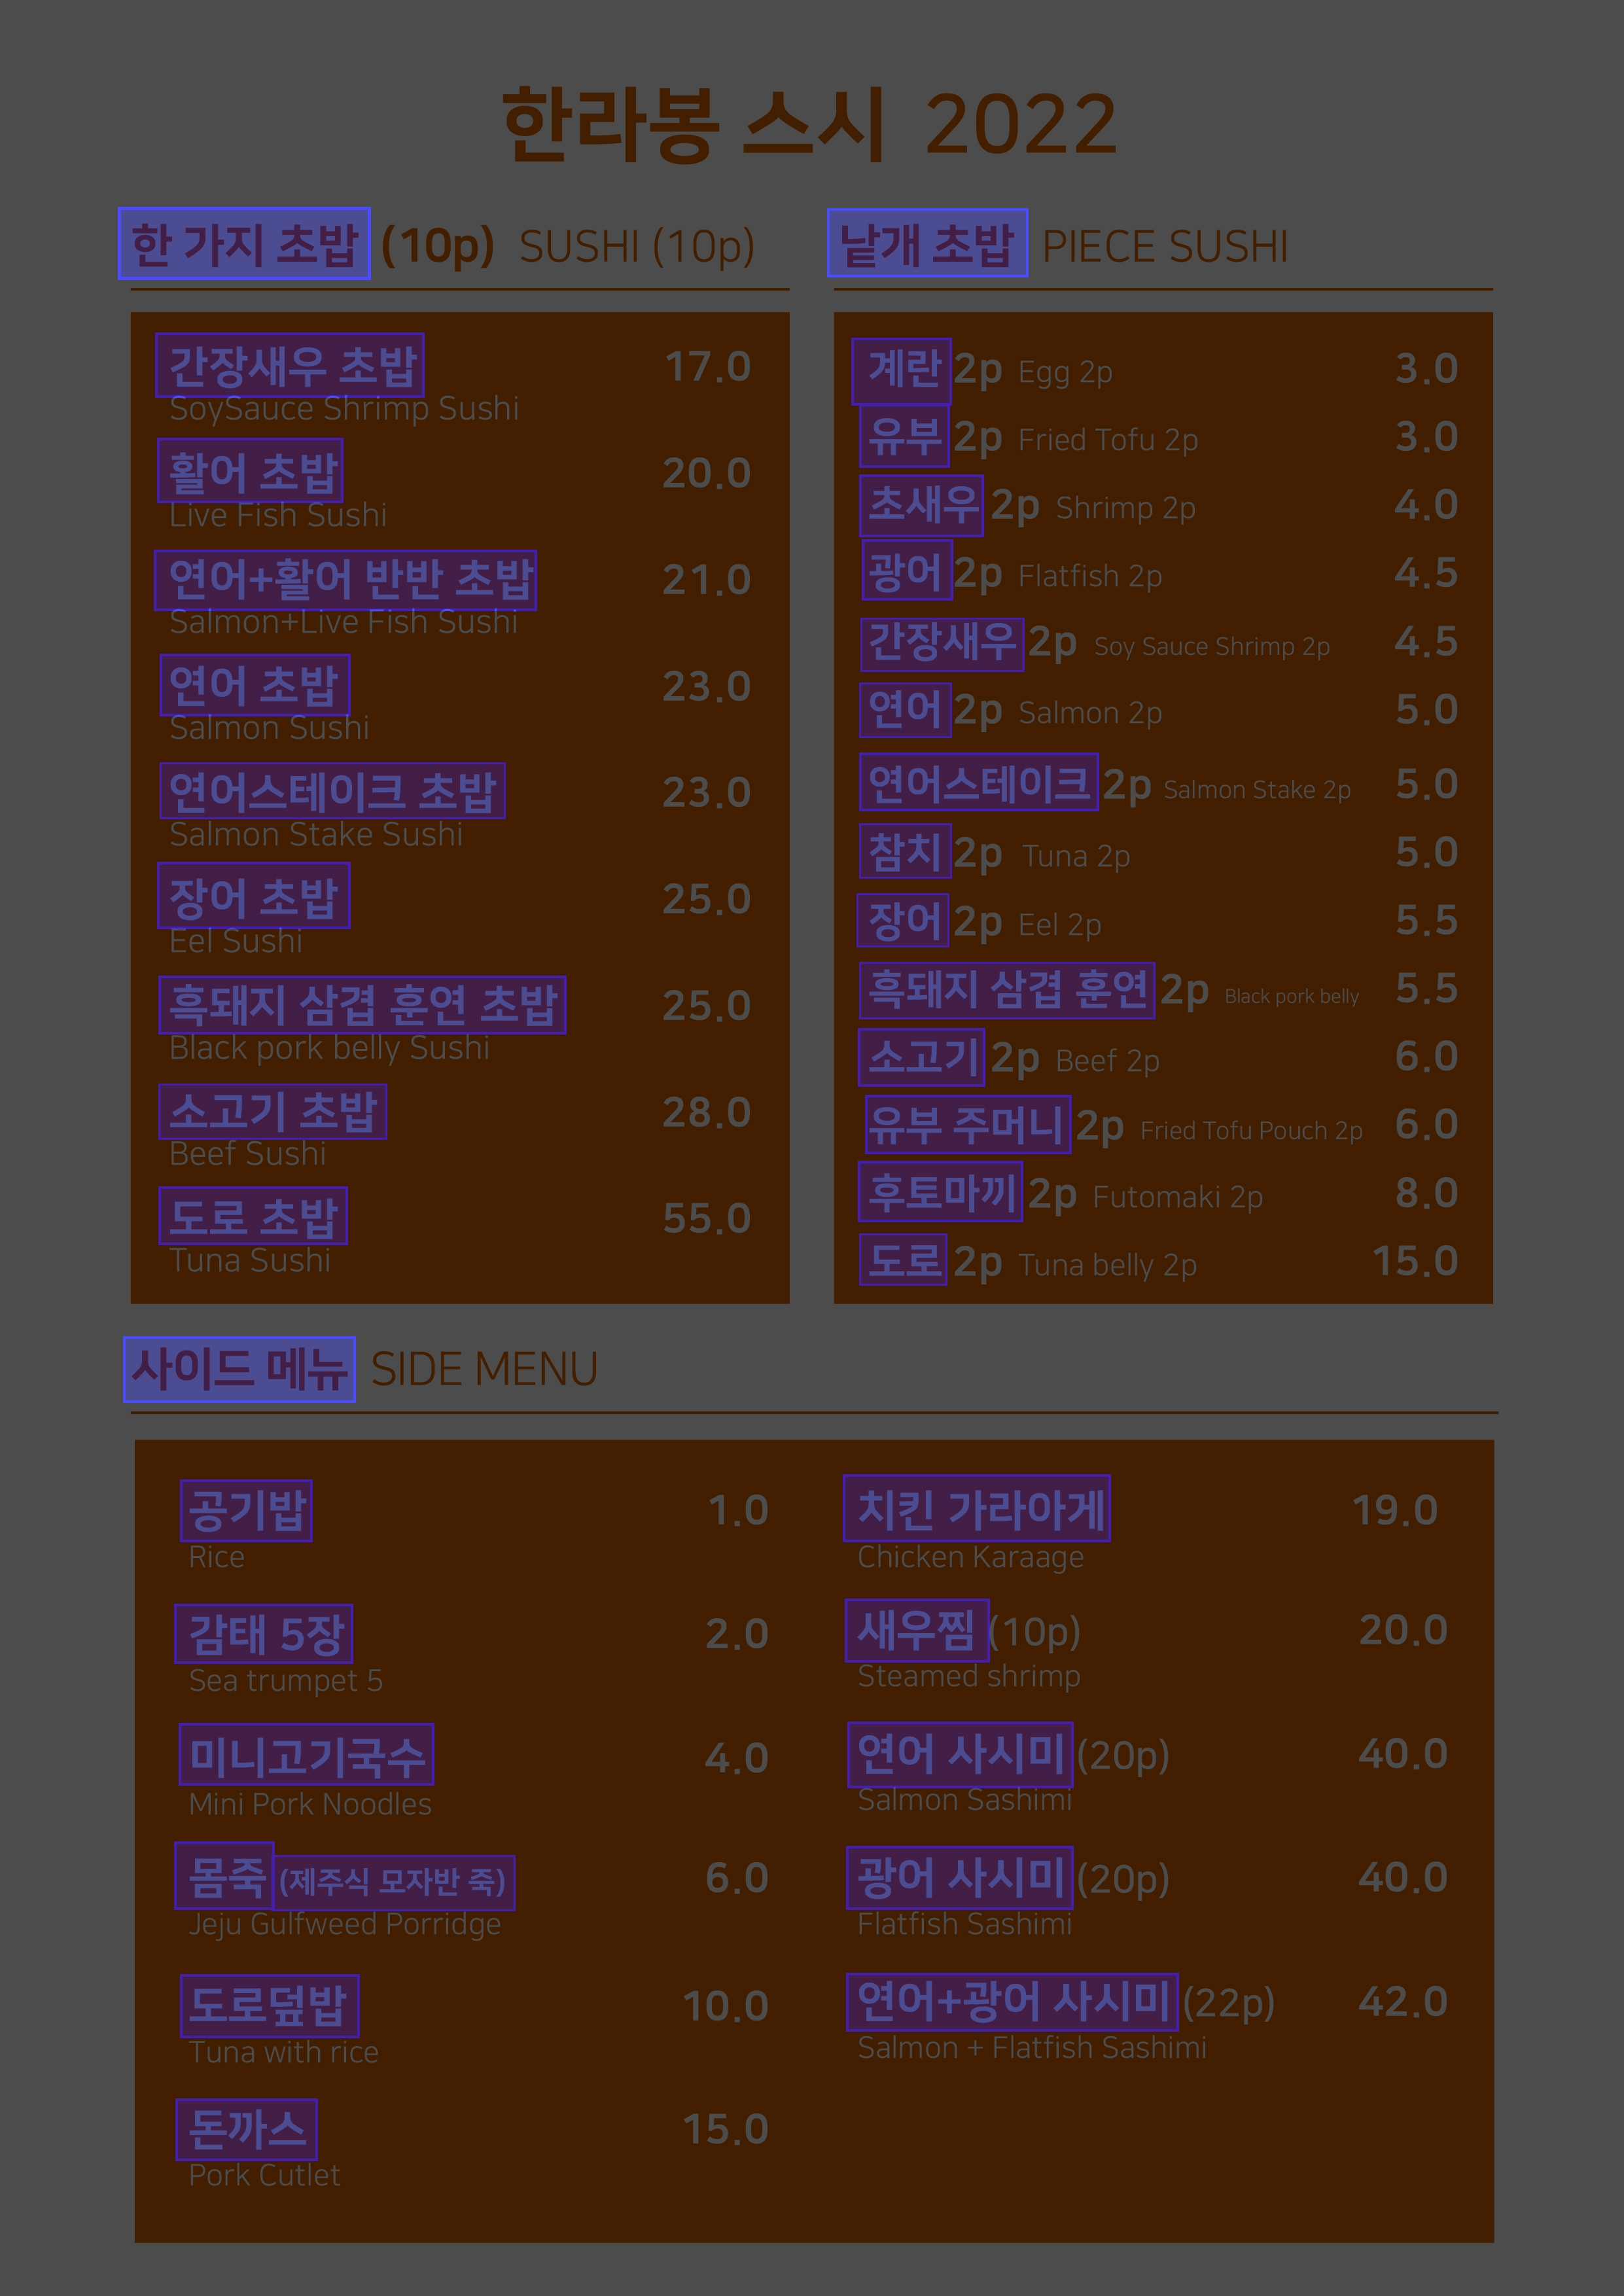 한라봉 스시 2022
한 가지 초밥 (10p) SUSHI (10p)
간장새우 초밥 17.0
SoySauce Shrimp Sushi
활어 초밥 20.0
Live Fish Sushi
연어+활어 반반 초밥 21.0
Salmon+Live Fish Sushi
연어 초밥 23.0
Salmon Sushi
연어스테이크 초밥 23.0
Salmon Stake Sushi
장어 초밥 25.0
Eel Sushi
흑돼지 삼겹 훈연 초밥 25.0
Black pork belly Sushi
소고기 초밥 28.0
Beef Sushi
도로 초밥 55.0
Tuna Sushi
낱개 초밥 PIECE SUSHI
계란 2p Egg 2p 3.0
유부 2p Fried Tofu 2p 3.0
초새우 2p Shrimp 2p 4.0
광어 2p Flatfish 2p 4.5
간장새우 2p Soy Sauce Shrimp 2p 4.5
연어 2p Salmon 2p 5.0
연어스테이크 2p Salmon Stake 2p 5.0
참치 2p Tuna 2p 5.0
장어 2p Eel 2p 5.5
흑돼지 삼겹 훈연 2p Black pork belly 5.5
소고기 2p Beef 2p 6.0
유부 주머니 2p Fried Tofu Pouch 2p 6.0
후토마끼 2p Futomaki 2p 8.0
도로 2p Tuna belly 2p 15.0
사이드 메뉴 SIDE MENU
공기밥 1.0
Rice
감태 5장 2.0
Sea trumpet 5
미니고기국수 4.0
Mini Pork Noodles
몸죽 (제주식 모자반 죽) 6.0
Jeju Gulfweed Porridge
도로덮밥 10.0
Tuna with rice
돈까스 15.0
Pork Cutlet
치킨 가라아게 19.0
Chicken Karaage
새우찜(10p) 20.0
Steamed shrimp
연어 사시미(20p) 40.0
Salmon Sashimi
광어 사시미(20p) 40.0
Flatfish Sashimi
연어+광어 사시미(22p) 42.0
Salmon + Flatfish Sashimi